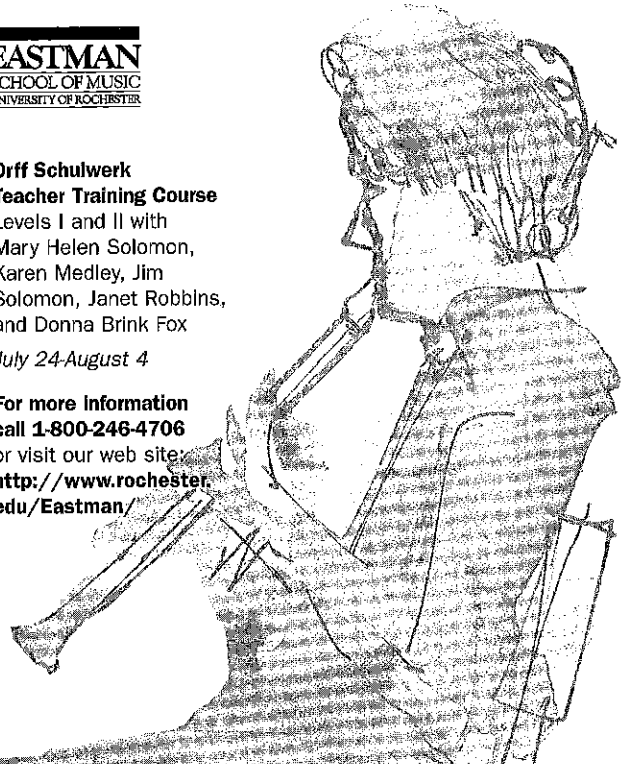 EASTMAN
SCHOOL OF MUSIC
UNIVERSITY OF ROCHESTER
Orff Schulwerk
Teacher Training Course
Levels I and II with
Mary Helen Solomon,
Karen Medley, Jim
Solomon, Janet Robbins,
and Donna Brink Fox
July 24-August 4
For more information
call 1-800-246-4706
or visit our web site:
http://www.rochester.
edu/Eastman/